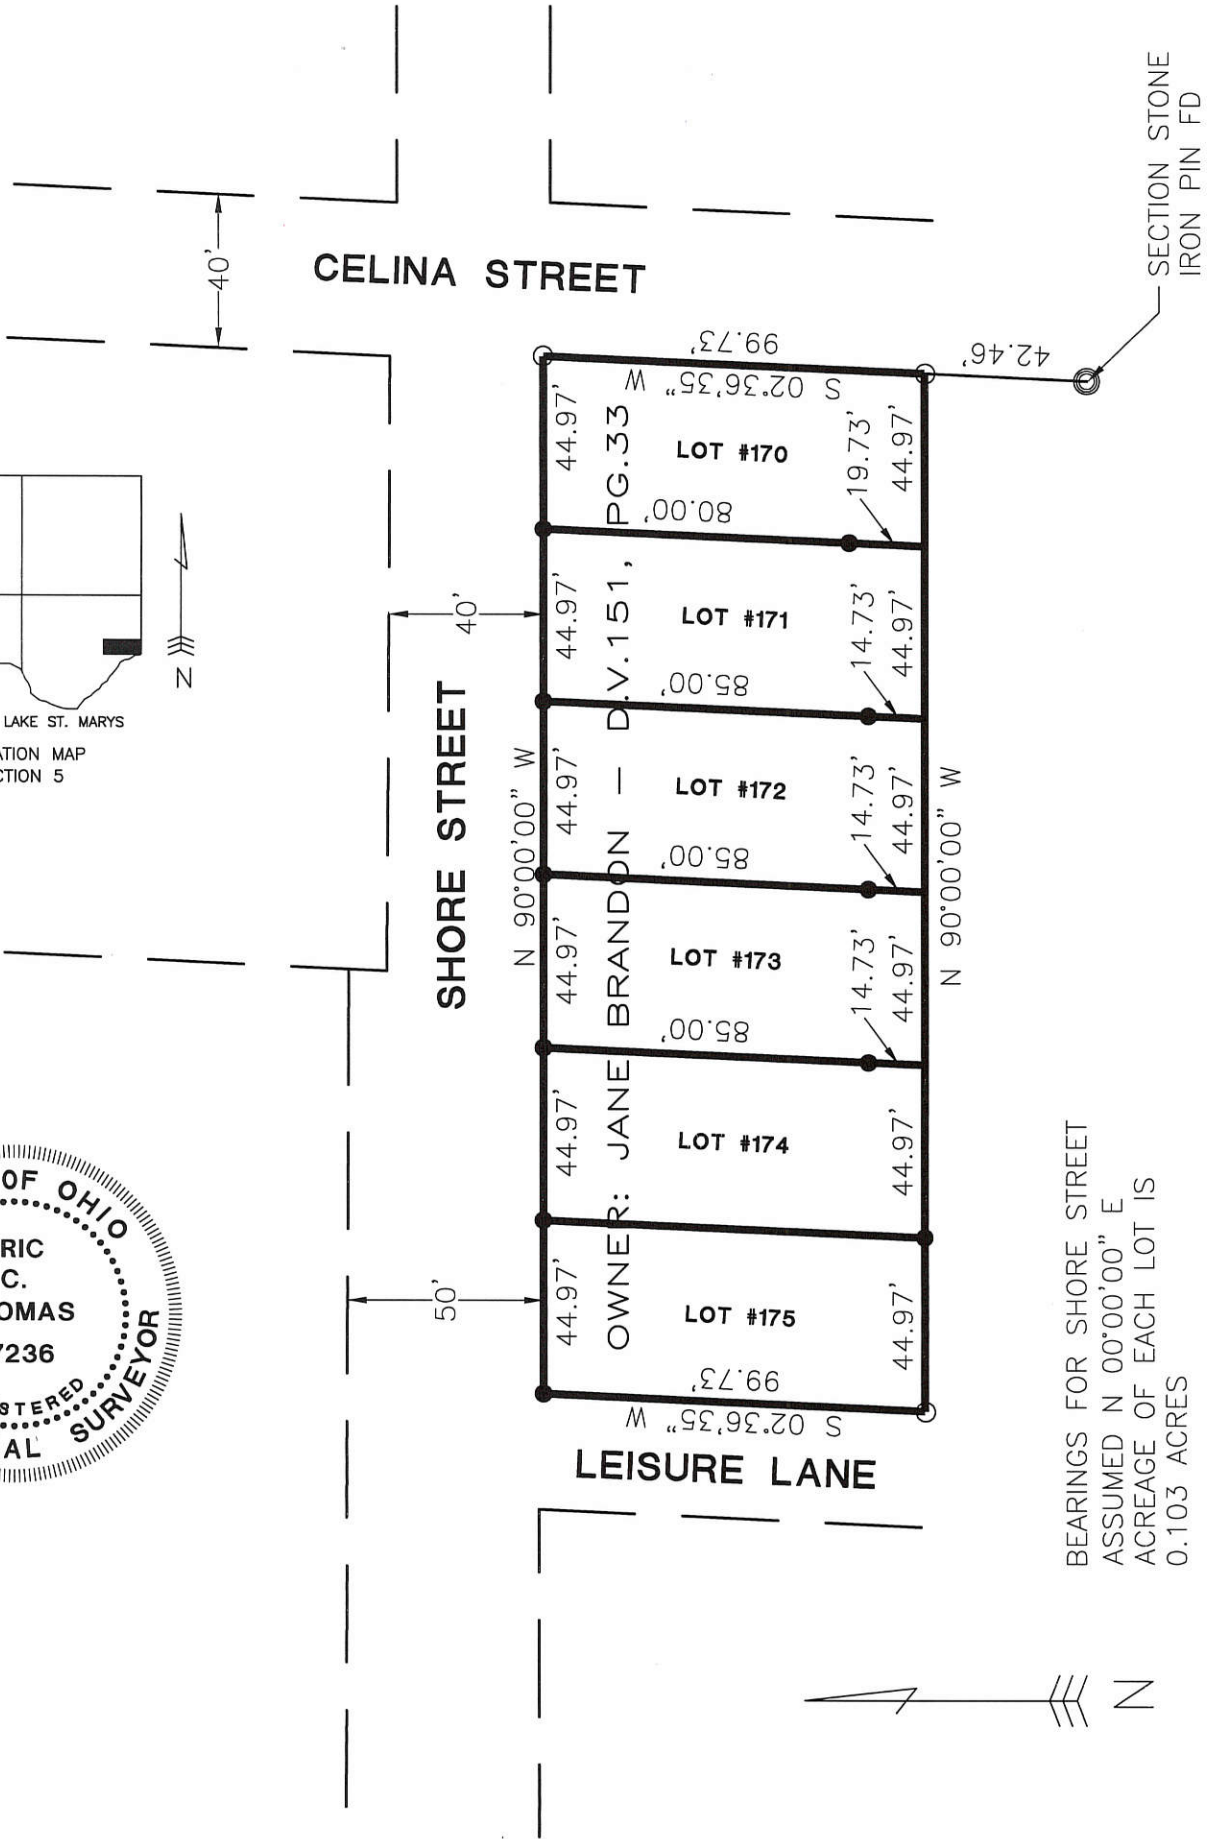 SECTION STONE
IRON PIN FD
40'
CELINA STREET
99.73'
S 02°36'35" W
42.46'
44.97'
PG.33
LOT #170
80.00'
19.73'
44.97'
LAKE ST. MARYS
N
40'
SHORE STREET
N 90°00'00" W
44.97'
D.V.151,
LOT #171
85.00'
14.73'
44.97'
44.97'
LOT #172
85.00'
14.73'
44.97'
N 90°00'00" W
44.97'
OWNER: JANE BRANDON —
LOT #173
85.00'
14.73'
44.97'
44.97'
LOT #174
44.97'
50'
44.97'
LOT #175
44.97'
99.73'
S 02°36'35" W
LEISURE LANE
OF OHIO
RIC
C.
OMAS
7236
STERED
AL SURVEYOR
ATION MAP
CTION 5
BEARINGS FOR SHORE STREET
ASSUMED N 00°00'00" E
ACREAGE OF EACH LOT IS
0.103 ACRES
N